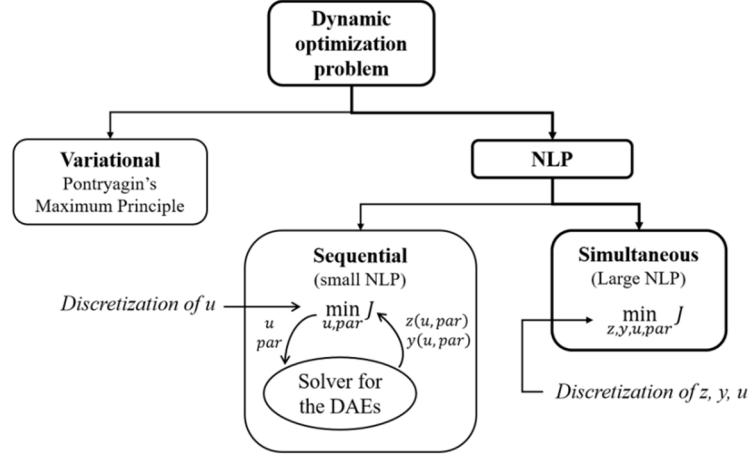 Dynamic
optimization
problem
Variational
Pontryagin's
Maximum Principle
NLP
Sequential
(small NLP)
Discretization of u
min J
u,par
u
par
z(u, par)
y(u, par)
Solver for
the DAEs
Simultaneous
(Large NLP)
min J
z,y,u,par
Discretization of z, y, u